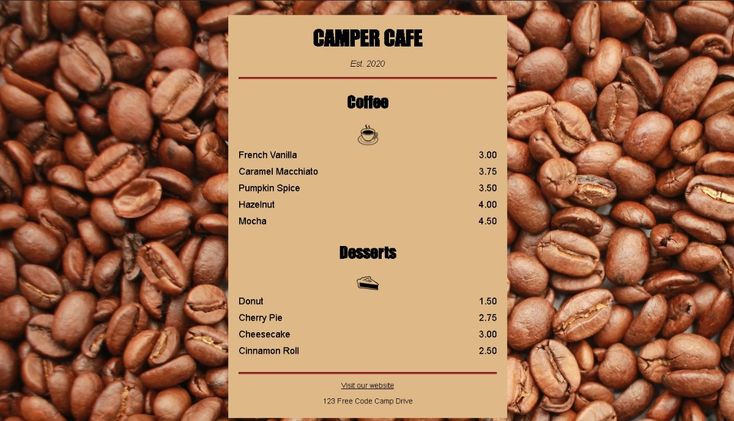 CAMPER CAFE
Est. 2020
Coffee
French Vanilla 3.00
Caramel Macchiato 3.75
Pumpkin Spice 3.50
Hazelnut 4.00
Mocha 4.50
Desserts
Donut 1.50
Cherry Pie 2.75
Cheesecake 3.00
Cinnamon Roll 2.50
Visit our website
123 Free Code Camp Drive